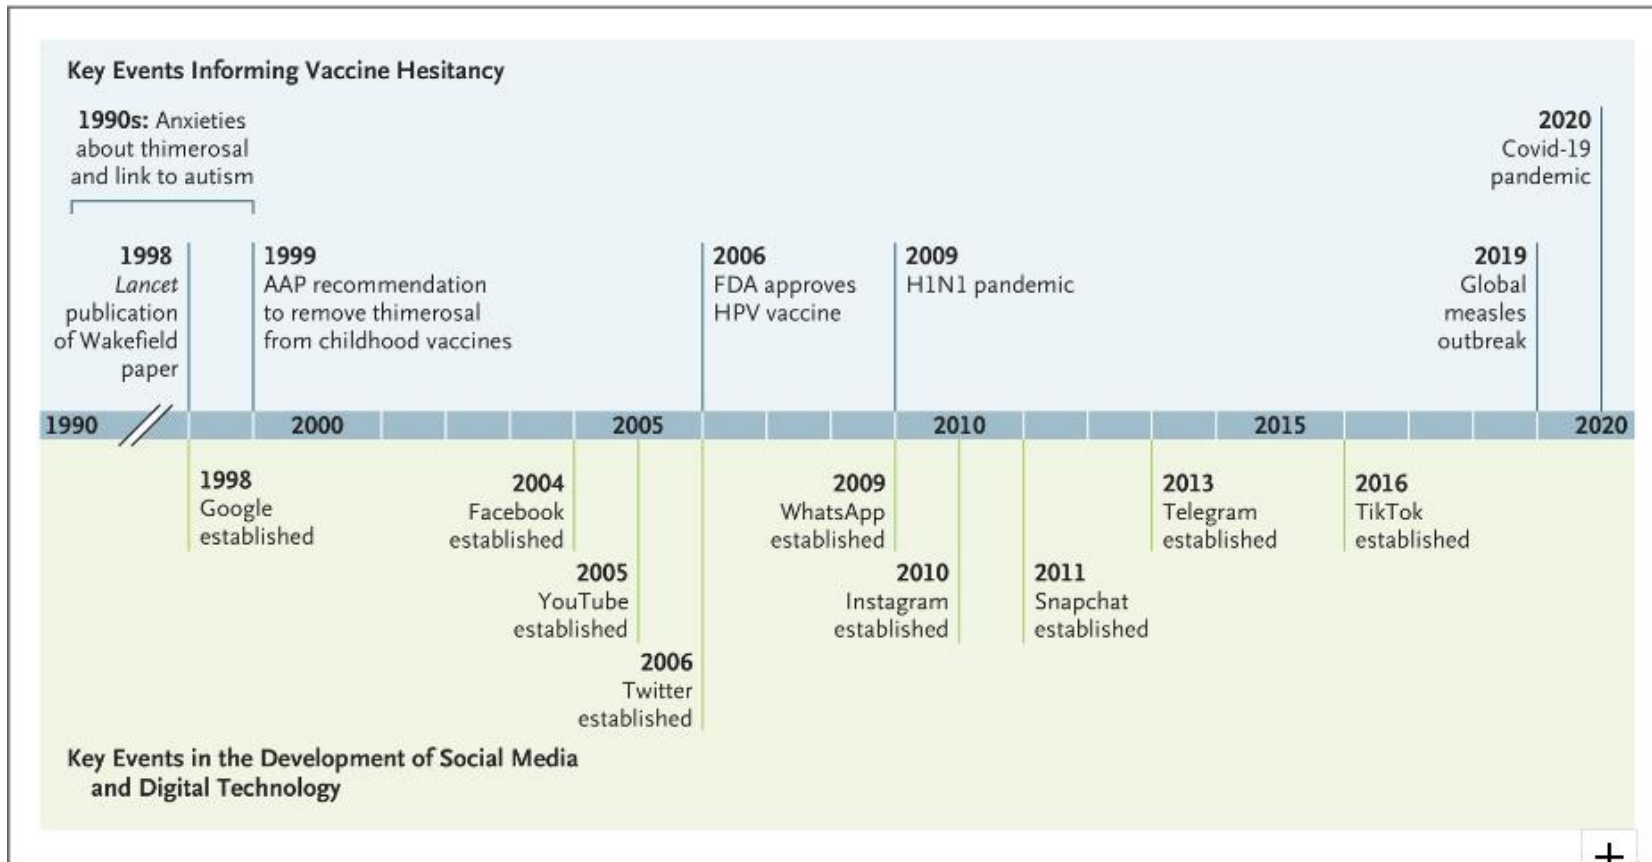 Key Events Informing Vaccine Hesitancy
1990s: Anxieties
about thimerosal
and link to autism
2020
Covid-19
pandemic
1998
Lancet
publication
of Wakefield
paper
1999
AAP recommendation
to remove thimerosal
from childhood vaccines
2006
FDA approves
HPV vaccine
2009
H1N1 pandemic
2019
Global
measles
outbreak
1990 2000 2005 2010 2015 2020
1998
Google
established
2004
Facebook
established
2005
YouTube
established
2006
Twitter
established
2009
WhatsApp
established
2010
Instagram
established
2011
Snapchat
established
2013
Telegram
established
2016
TikTok
established
Key Events in the Development of Social Media
and Digital Technology